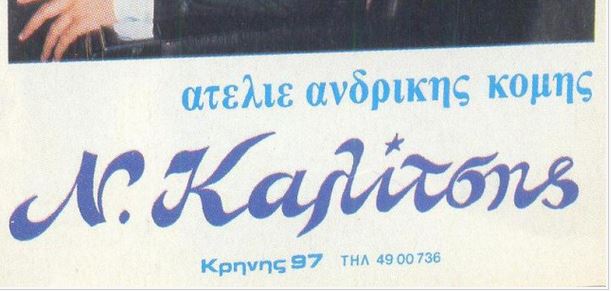 ατελιε ανδρικης κομης
Ν. Καλίτσης
Κρηνης 97 ΤΗΛ 49 00 736